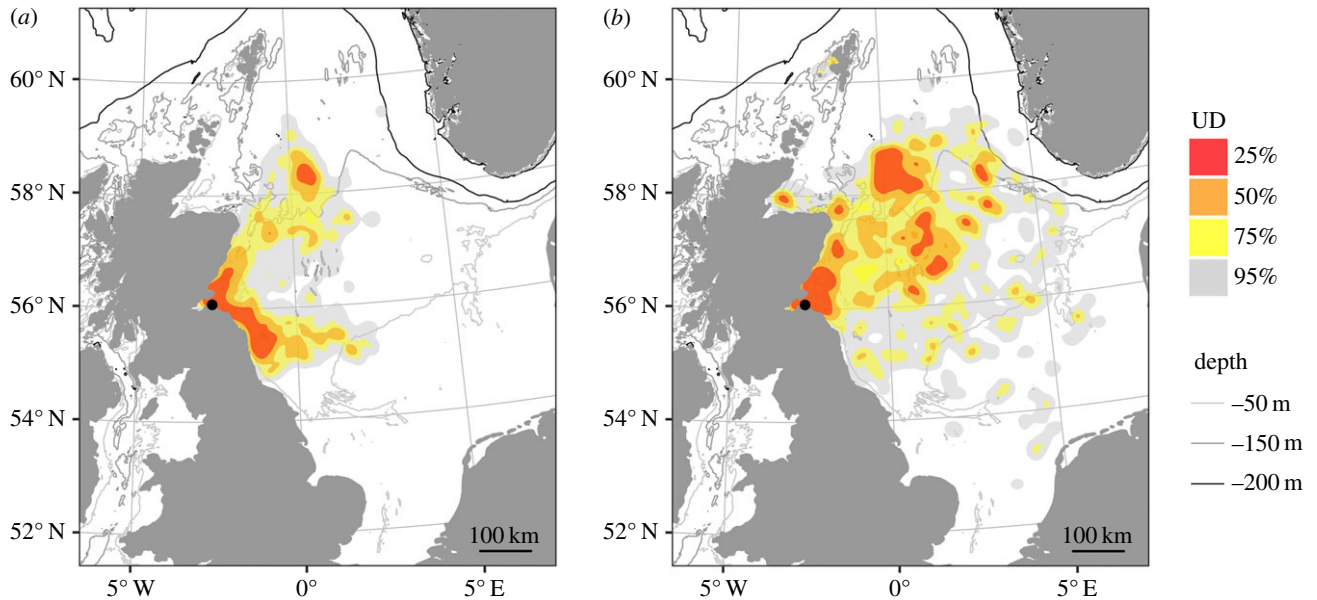 (a)
60° N
58° N
56° N
54° N
52° N
5° W
0°
5° E
100 km
(b)
60° N
58° N
56° N
54° N
52° N
5° W
0°
5° E
100 km
UD
25%
50%
75%
95%
depth
–50 m
–150 m
–200 m